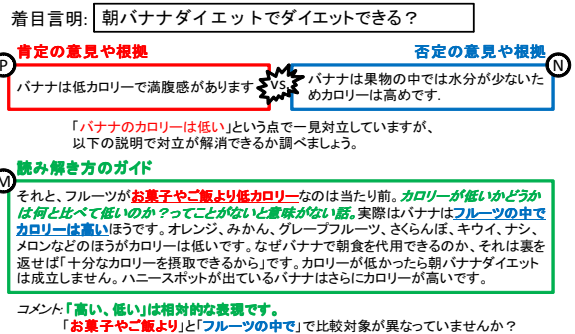 着目言明: 朝バナナダイエットでダイエットできる?
P 肯定の意見や根拠
否定の意見や根拠 N
バナナは低カロリーで満腹感があります
VS
バナナは果物の中では水分が少ないた
めカロリーは高めです.
「バナナのカロリーは低い」という点で一見対立していますが、
以下の説明で対立が解消できるか調べましょう。
M 読み解き方のガイド
それと、フルーツがお菓子やご飯より低カロリーなのは当たり前。カロリーが低いかどうか
は何と比べて低いのか?ってことがないと意味がない話。実際はバナナはフルーツの中で
カロリーは高いほうです。オレンジ、みかん、グレープフルーツ、さくらんぼ、キウイ、ナシ、
メロンなどのほうがカロリーは低いです。なぜバナナで朝食を代用できるのか、それは裏を
返せば「十分なカロリーを摂取できるから」です。カロリーが低かったら朝バナナダイエット
は成立しません。ハニースポットが出ているバナナはさらにカロリーが高いです。
コメント:「高い、低い」は相対的な表現です。
「お菓子やご飯より」と「フルーツの中で」で比較対象が異なっていませんか?